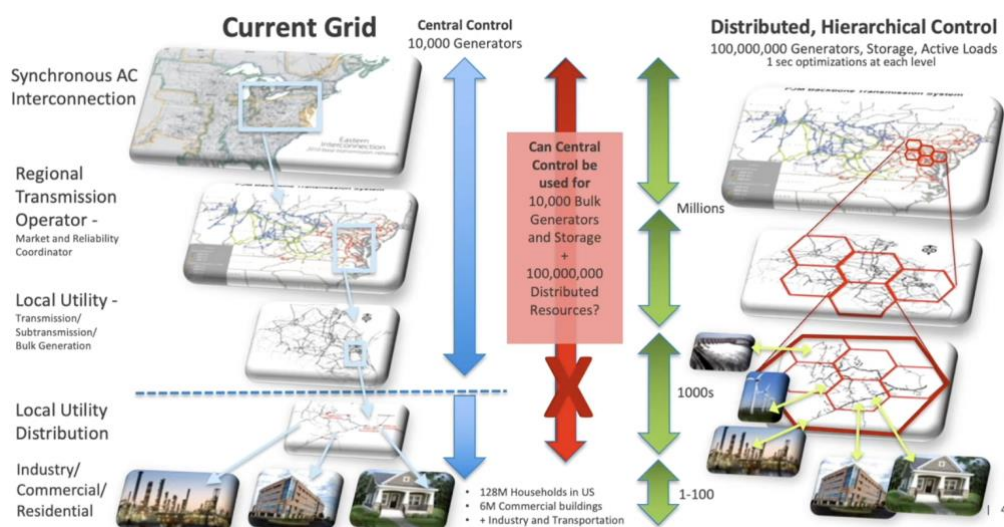 Current Grid
Central Control
10,000 Generators
Distributed, Hierarchical Control
100,000,000 Generators, Storage, Active Loads
1 sec optimizations at each level
Synchronous AC
Interconnection
Eastern
Interconnection
Regional
Transmission
Operator -
Market and Reliability
Coordinator
Local Utility -
Transmission/
Subtransmission/
Bulk Generation
Local Utility
Distribution
Industry/
Commercial/
Residential
Can Central
Control be
used for
10,000 Bulk
Generators
and Storage
+
100,000,000
Distributed
Resources?
X
• 128M Households in US
• 6M Commercial buildings
• + Industry and Transportation
Backbone Transmission System
Millions
1000s
1-100